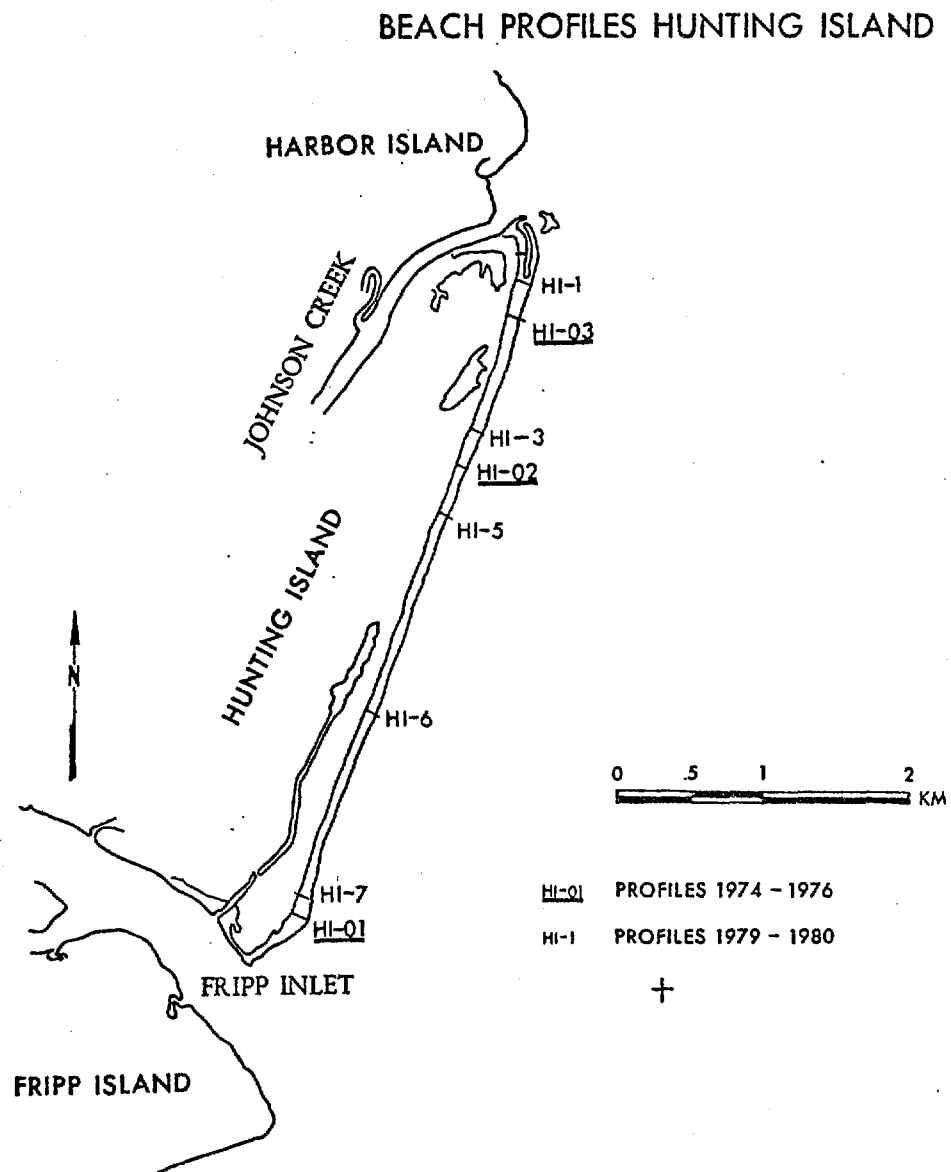 BEACH PROFILES HUNTING ISLAND
HARBOR ISLAND
JOHNSON CREEK
HI-1
HI-03
HI-3
HI-02
HI-5
HUNTING ISLAND
N
HI-6
0 .5 1 2
KM
HI-7
HI-01
HI-01 PROFILES 1974 - 1976
HI-1 PROFILES 1979 - 1980
FRIPP INLET
FRIPP ISLAND